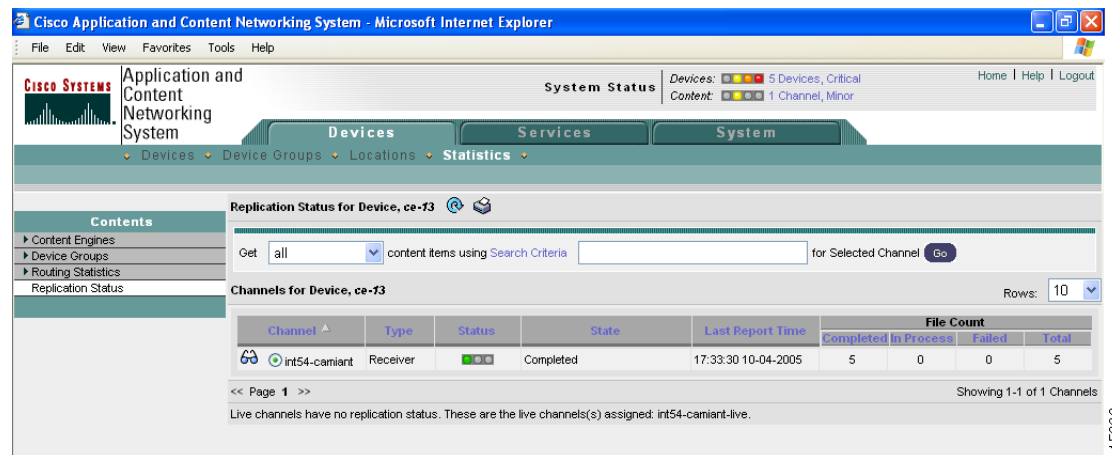 Cisco Application and Content Networking System - Microsoft Internet Explorer
File Edit View Favorites Tools Help
CISCO SYSTEMS
Application and
Content
Networking
System
System Status
Devices: 5 Devices, Critical
Content: 1 Channel, Minor
Home | Help | Logout
Devices Services System
Devices Device Groups Locations Statistics
Contents
Content Engines
Device Groups
Routing Statistics
Replication Status
Replication Status for Device, ce-13
Get all content items using Search Criteria for Selected Channel Go
Channels for Device, ce-13
Rows: 10
Channel Type Status State Last Report Time File Count
Completed In Process Failed Total
int54-camiant Receiver Completed 17:33:30 10-04-2005 5 0 0 5
<< Page 1 >>
Showing 1-1 of 1 Channels
Live channels have no replication status. These are the live channels(s) assigned: int54-camiant-live.